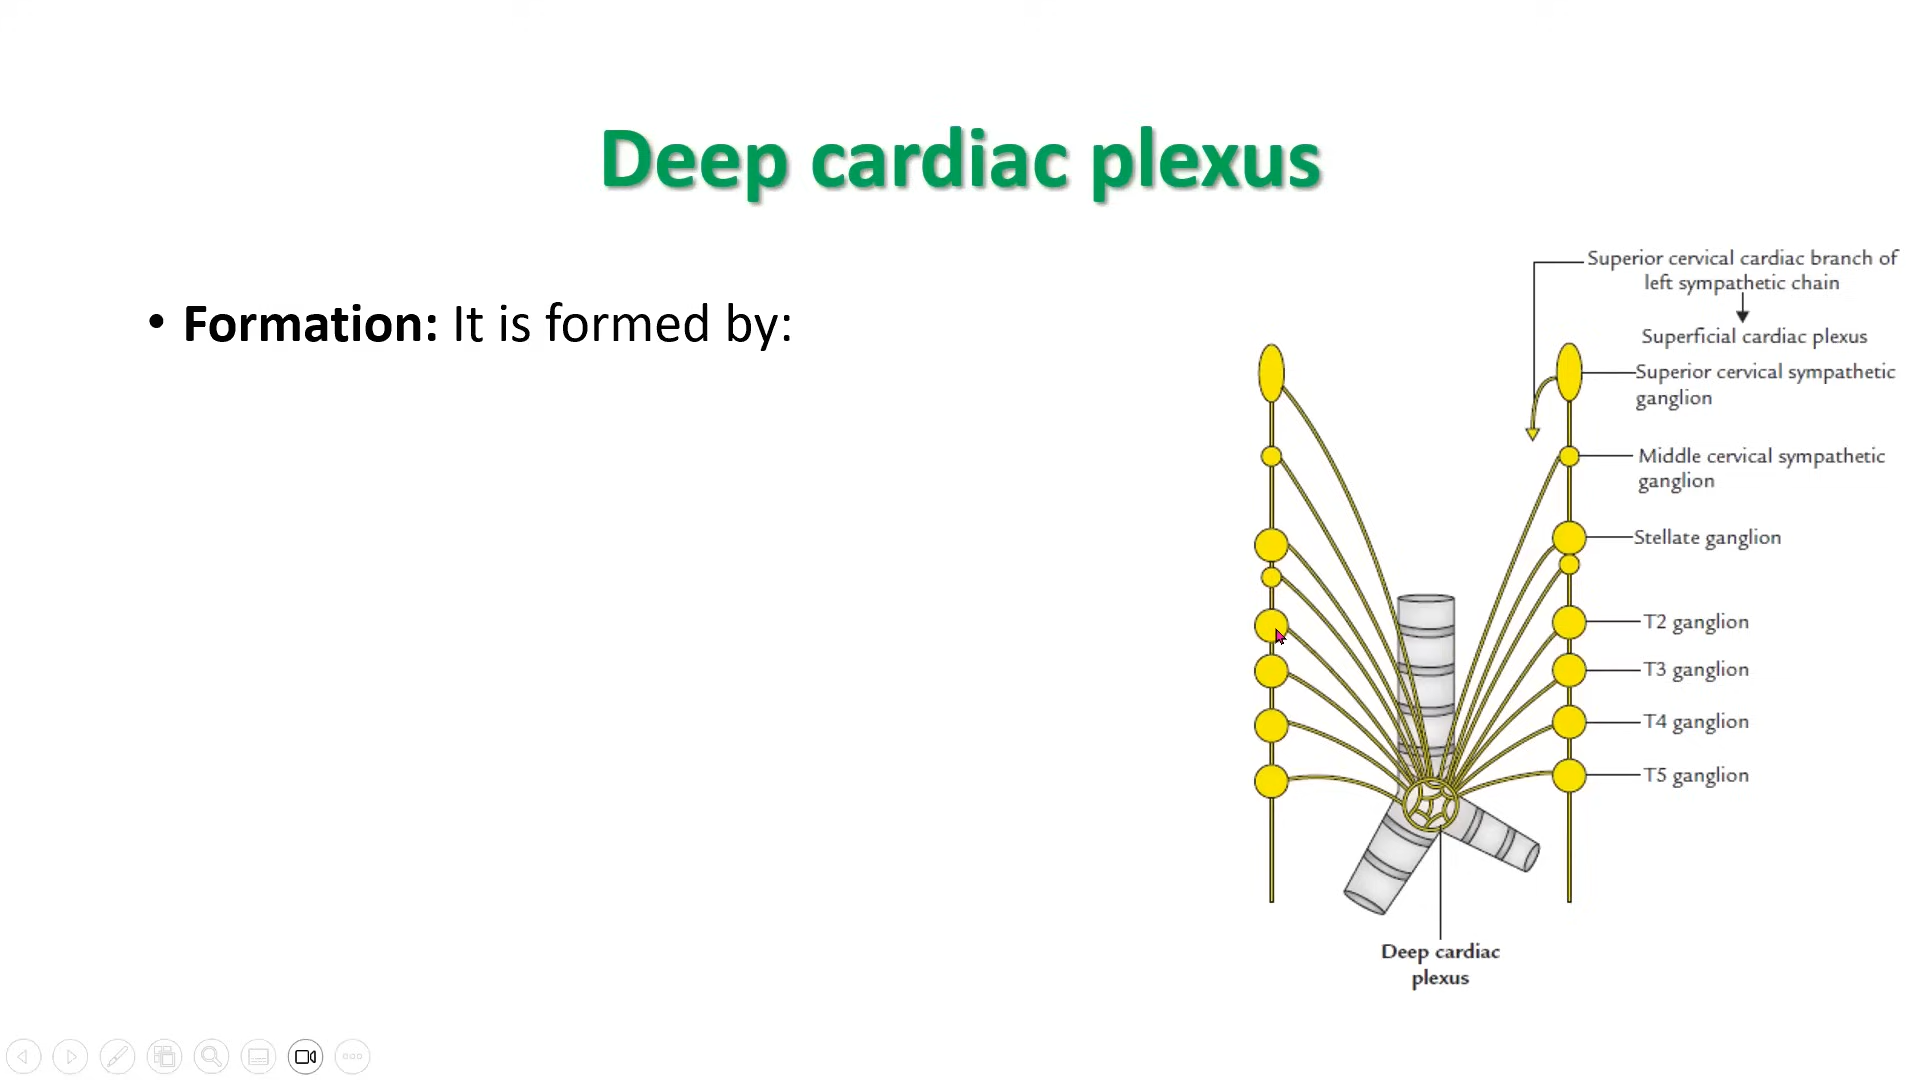 Deep cardiac plexus
• Formation: It is formed by:
Superior cervical cardiac branch of
left sympathetic chain
Superficial cardiac plexus
Superior cervical sympathetic
ganglion
Middle cervical sympathetic
ganglion
Stellate ganglion
T2 ganglion
T3 ganglion
T4 ganglion
T5 ganglion
Deep cardiac
plexus